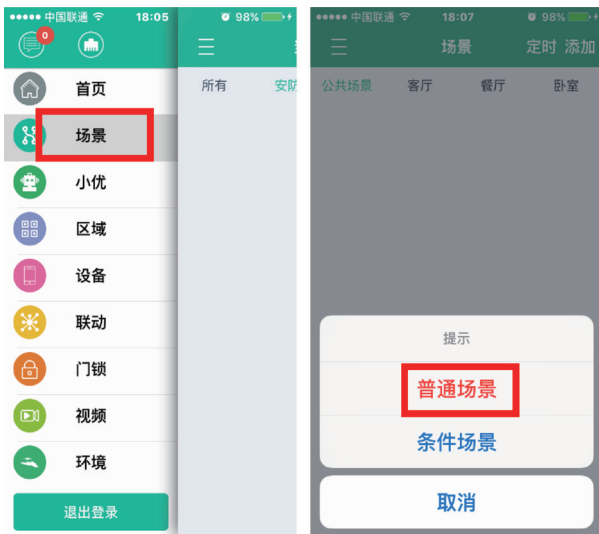 中国联通 18:05 98%
0
所有 安防
首页
场景
小优
区域
设备
联动
门锁
视频
环境
退出登录
中国联通 18:07 98%
场景 定时 添加
公共场景 客厅 餐厅 卧室
提示
普通场景
条件场景
取消